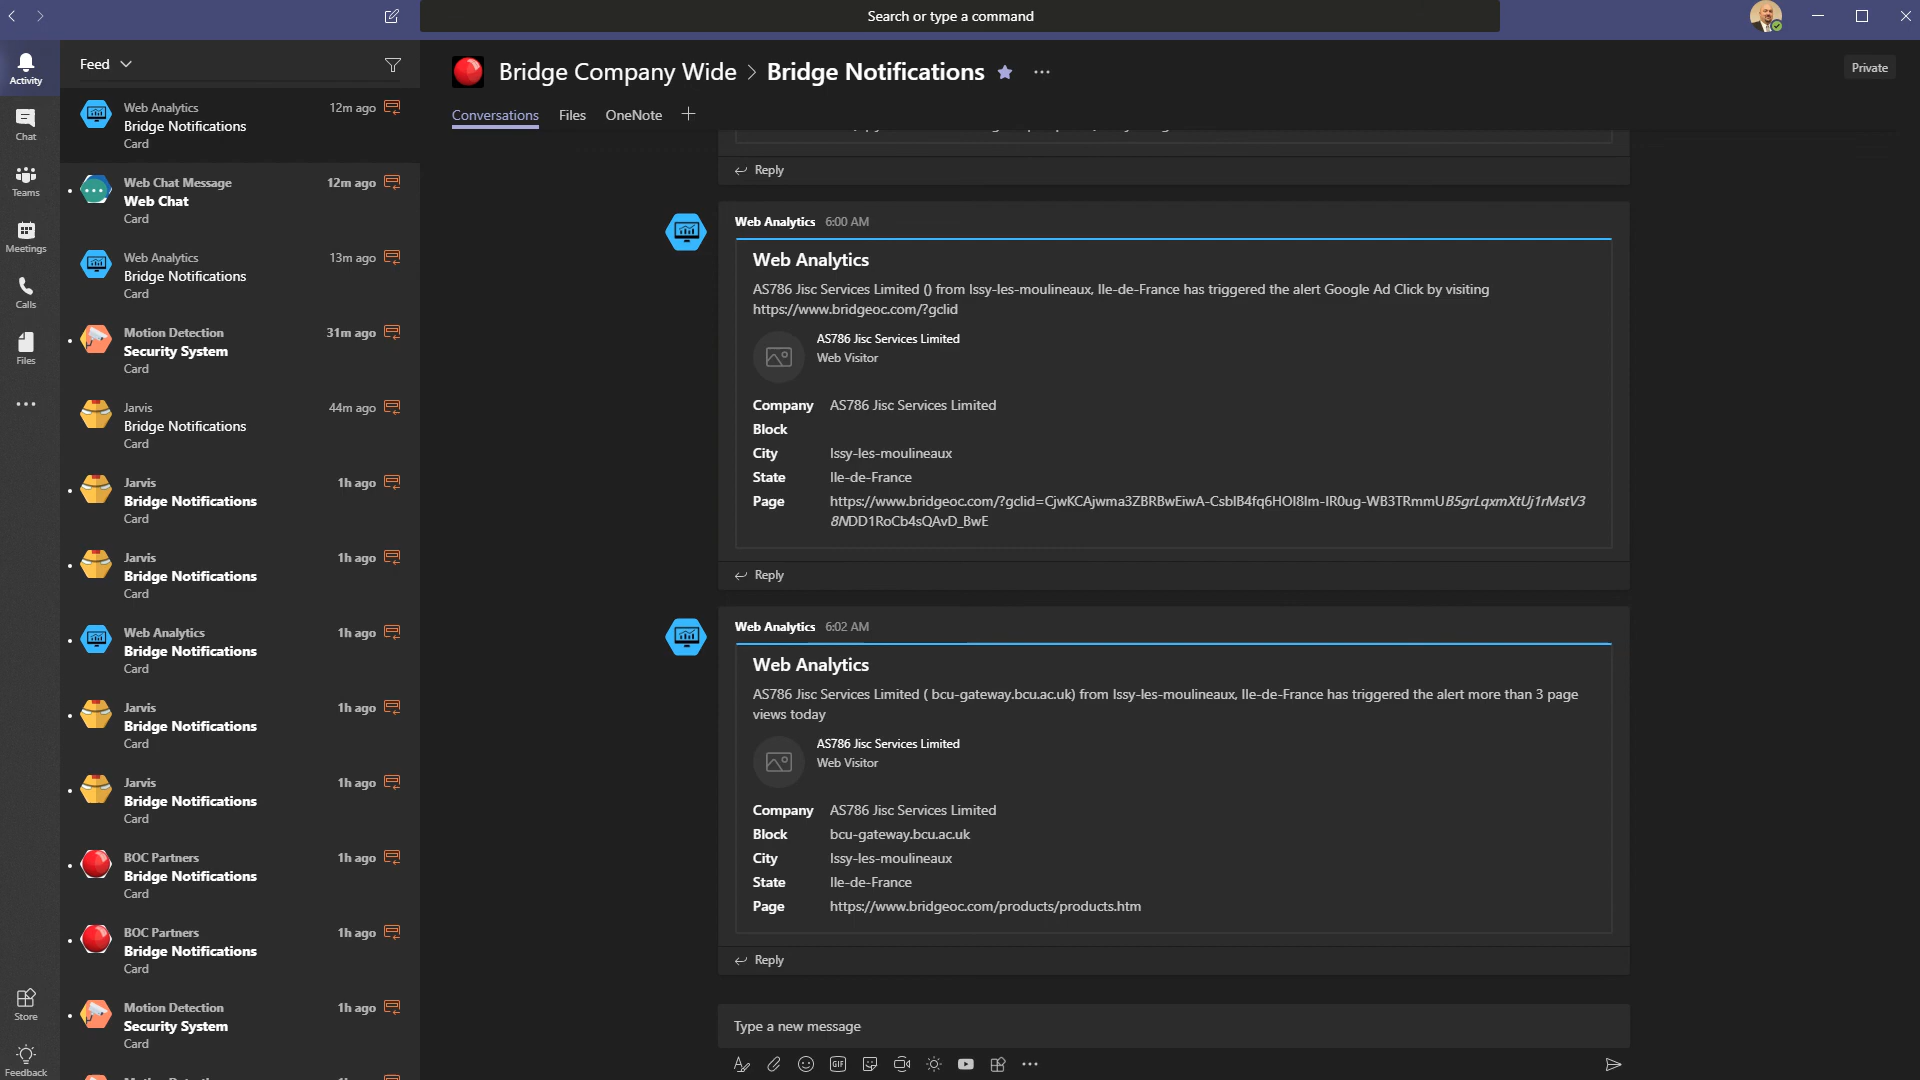 Search or type a command
Activity
Chat
Teams
Meetings
Calls
Files
Store
Feedback
Feed
Web Analytics 12m ago
Bridge Notifications
Card
Web Chat Message 12m ago
Web Chat
Card
Web Analytics 13m ago
Bridge Notifications
Card
Motion Detection 31m ago
Security System
Card
Jarvis 44m ago
Bridge Notifications
Card
Jarvis 1h ago
Bridge Notifications
Card
Jarvis 1h ago
Bridge Notifications
Card
Web Analytics 1h ago
Bridge Notifications
Card
Jarvis 1h ago
Bridge Notifications
Card
Jarvis 1h ago
Bridge Notifications
Card
BOC Partners 1h ago
Bridge Notifications
Card
BOC Partners 1h ago
Bridge Notifications
Card
Motion Detection 1h ago
Security System
Card
Bridge Company Wide > Bridge Notifications
Private
Conversations Files OneNote
Reply
Web Analytics 6:00 AM
Web Analytics
AS786 Jisc Services Limited () from Issy-les-moulineaux, Ile-de-France has triggered the alert Google Ad Click by visiting
https://www.bridgeoc.com/?gclid
AS786 Jisc Services Limited
Web Visitor
Company AS786 Jisc Services Limited
Block
City Issy-les-moulineaux
State Ile-de-France
Page https://www.bridgeoc.com/?gclid=CjwKCAjwma3ZBRBwEiwA-CsblB4fq6HOI8Im-IR0ug-WB3TRmmUB5grLqxmXtUj1rMstV3
8NDD1RoCb4sQAvD_BwE
Reply
Web Analytics 6:02 AM
Web Analytics
AS786 Jisc Services Limited ( bcu-gateway.bcu.ac.uk) from Issy-les-moulineaux, Ile-de-France has triggered the alert more than 3 page
views today
AS786 Jisc Services Limited
Web Visitor
Company AS786 Jisc Services Limited
Block bcu-gateway.bcu.ac.uk
City Issy-les-moulineaux
State Ile-de-France
Page https://www.bridgeoc.com/products/products.htm
Reply
Type a new message
GIF